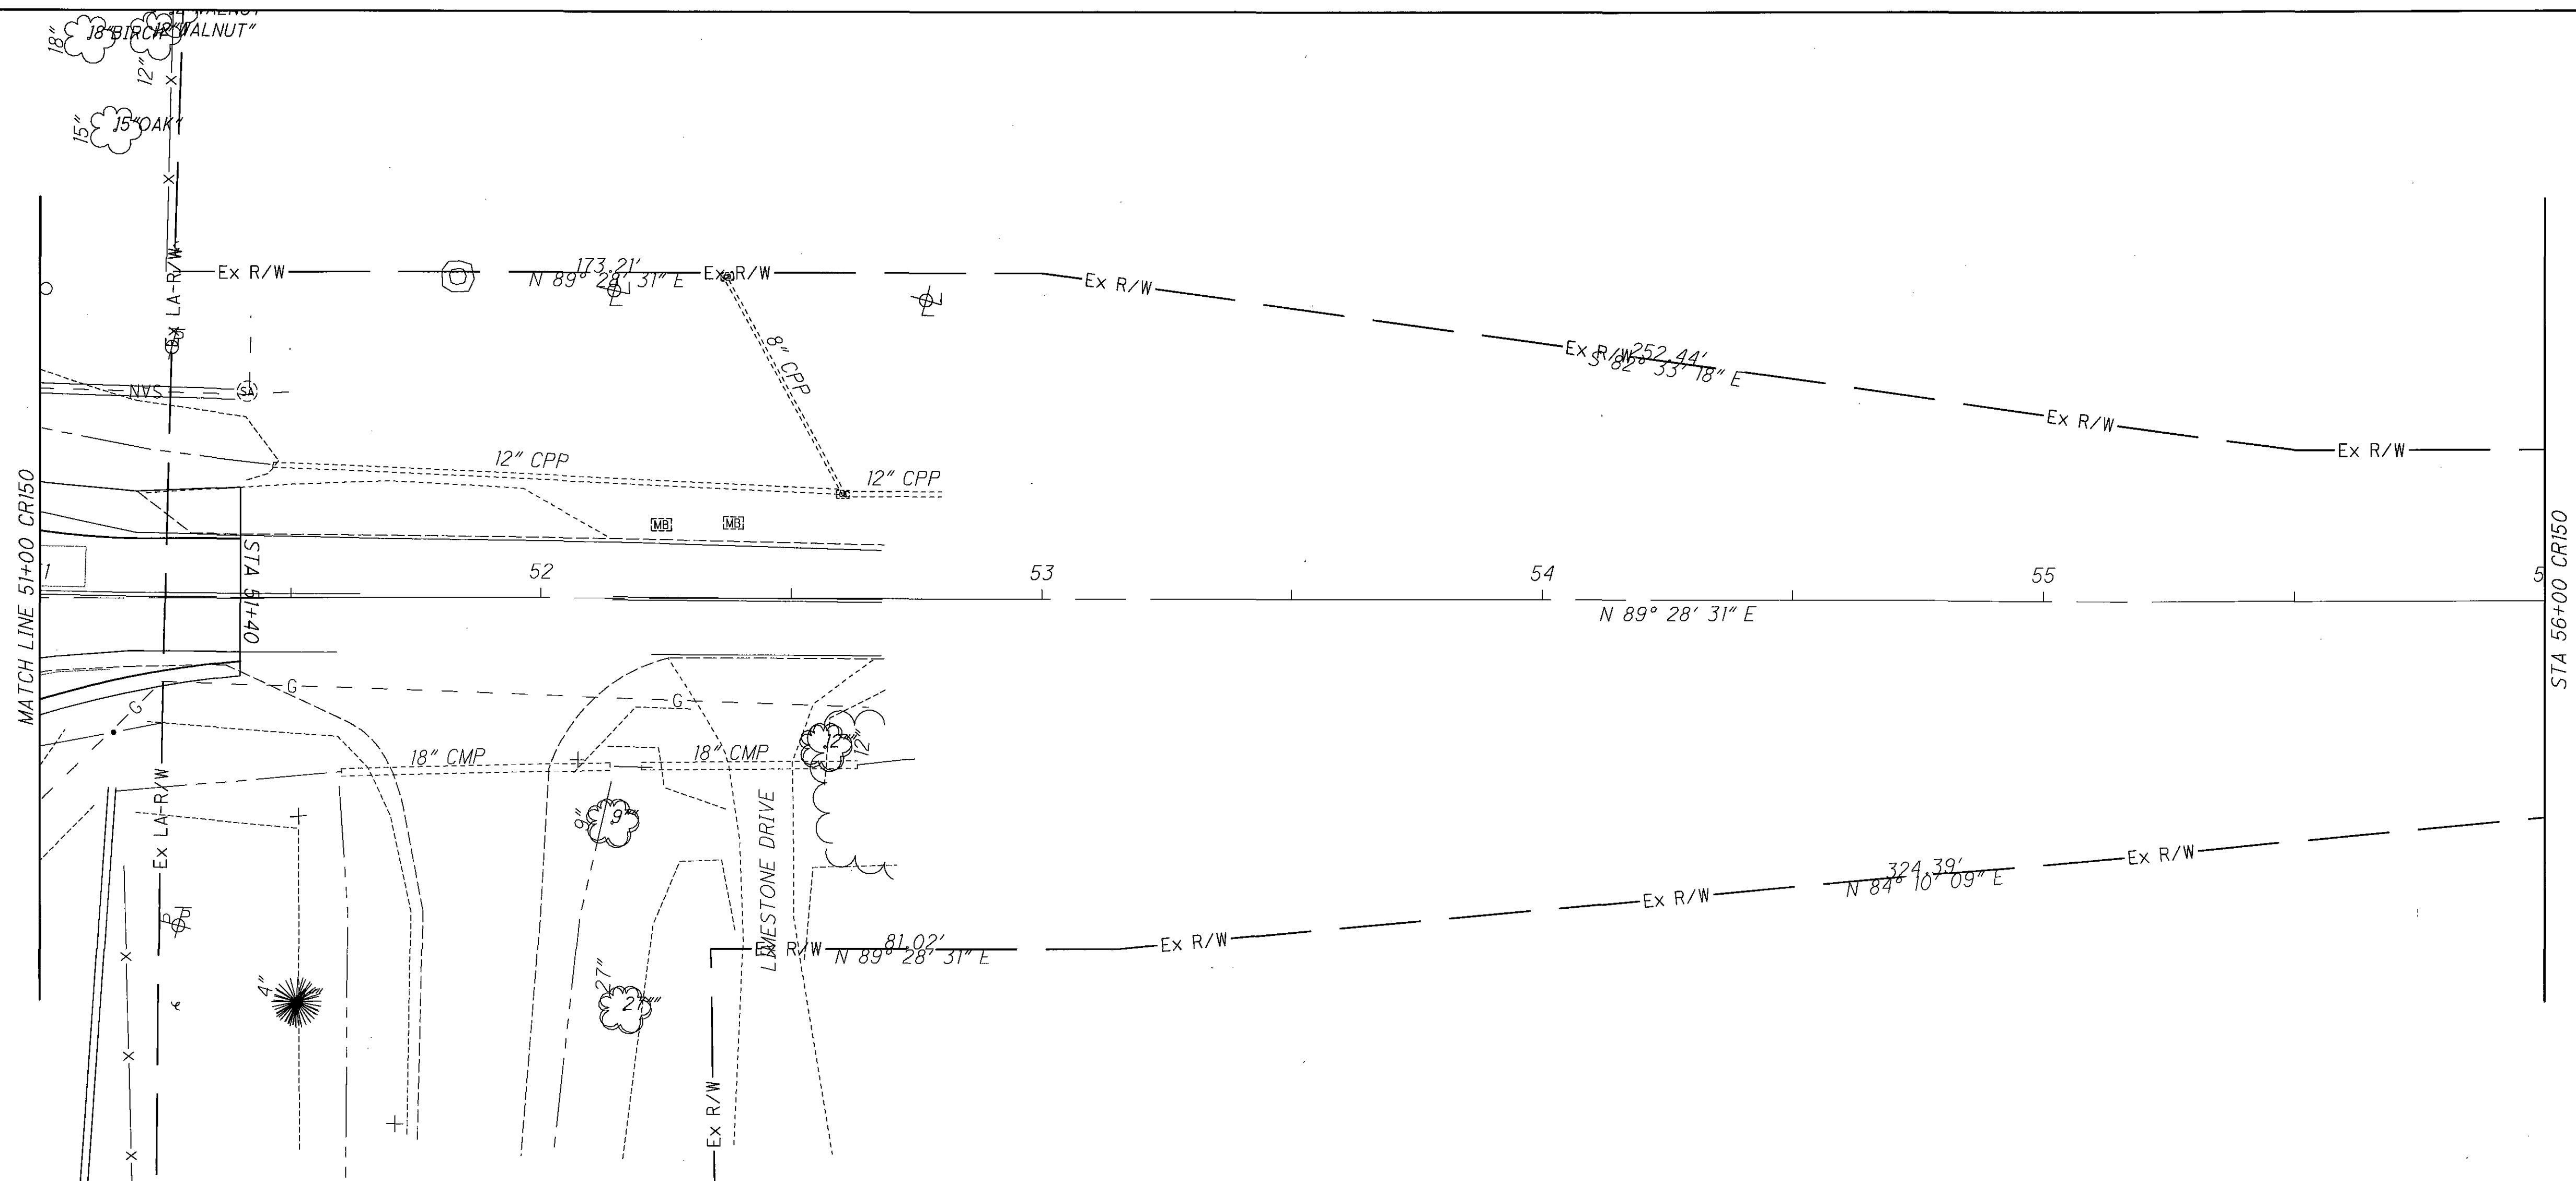 18" 18"BIRCH" 18"WALNUT"
12"
15" 15"OAK"
Ex LA-R/W
Ex R/W
173.21'
N 89° 28' 31" E
Ex R/W
Ex R/W
Ex R/W
252.44'
S 82° 33' 18" E
Ex R/W
Ex R/W
8" CPP
SAN
SA
12" CPP
12" CPP
MB
MB
MATCH LINE 51+00 CR150
STA 51+40
52
53
54
55
N 89° 28' 31" E
STA 56+00 CR150
G
G
G
18" CMP
18" CMP
12"
12"
LIMESTONE DRIVE
Ex LA-R/W
9"
9"
324.39'
N 84° 10' 09" E
Ex R/W
Ex R/W
Ex R/W
81.02'
N 89° 28' 31" E
Ex R/W
4"
27"
27"
Ex R/W